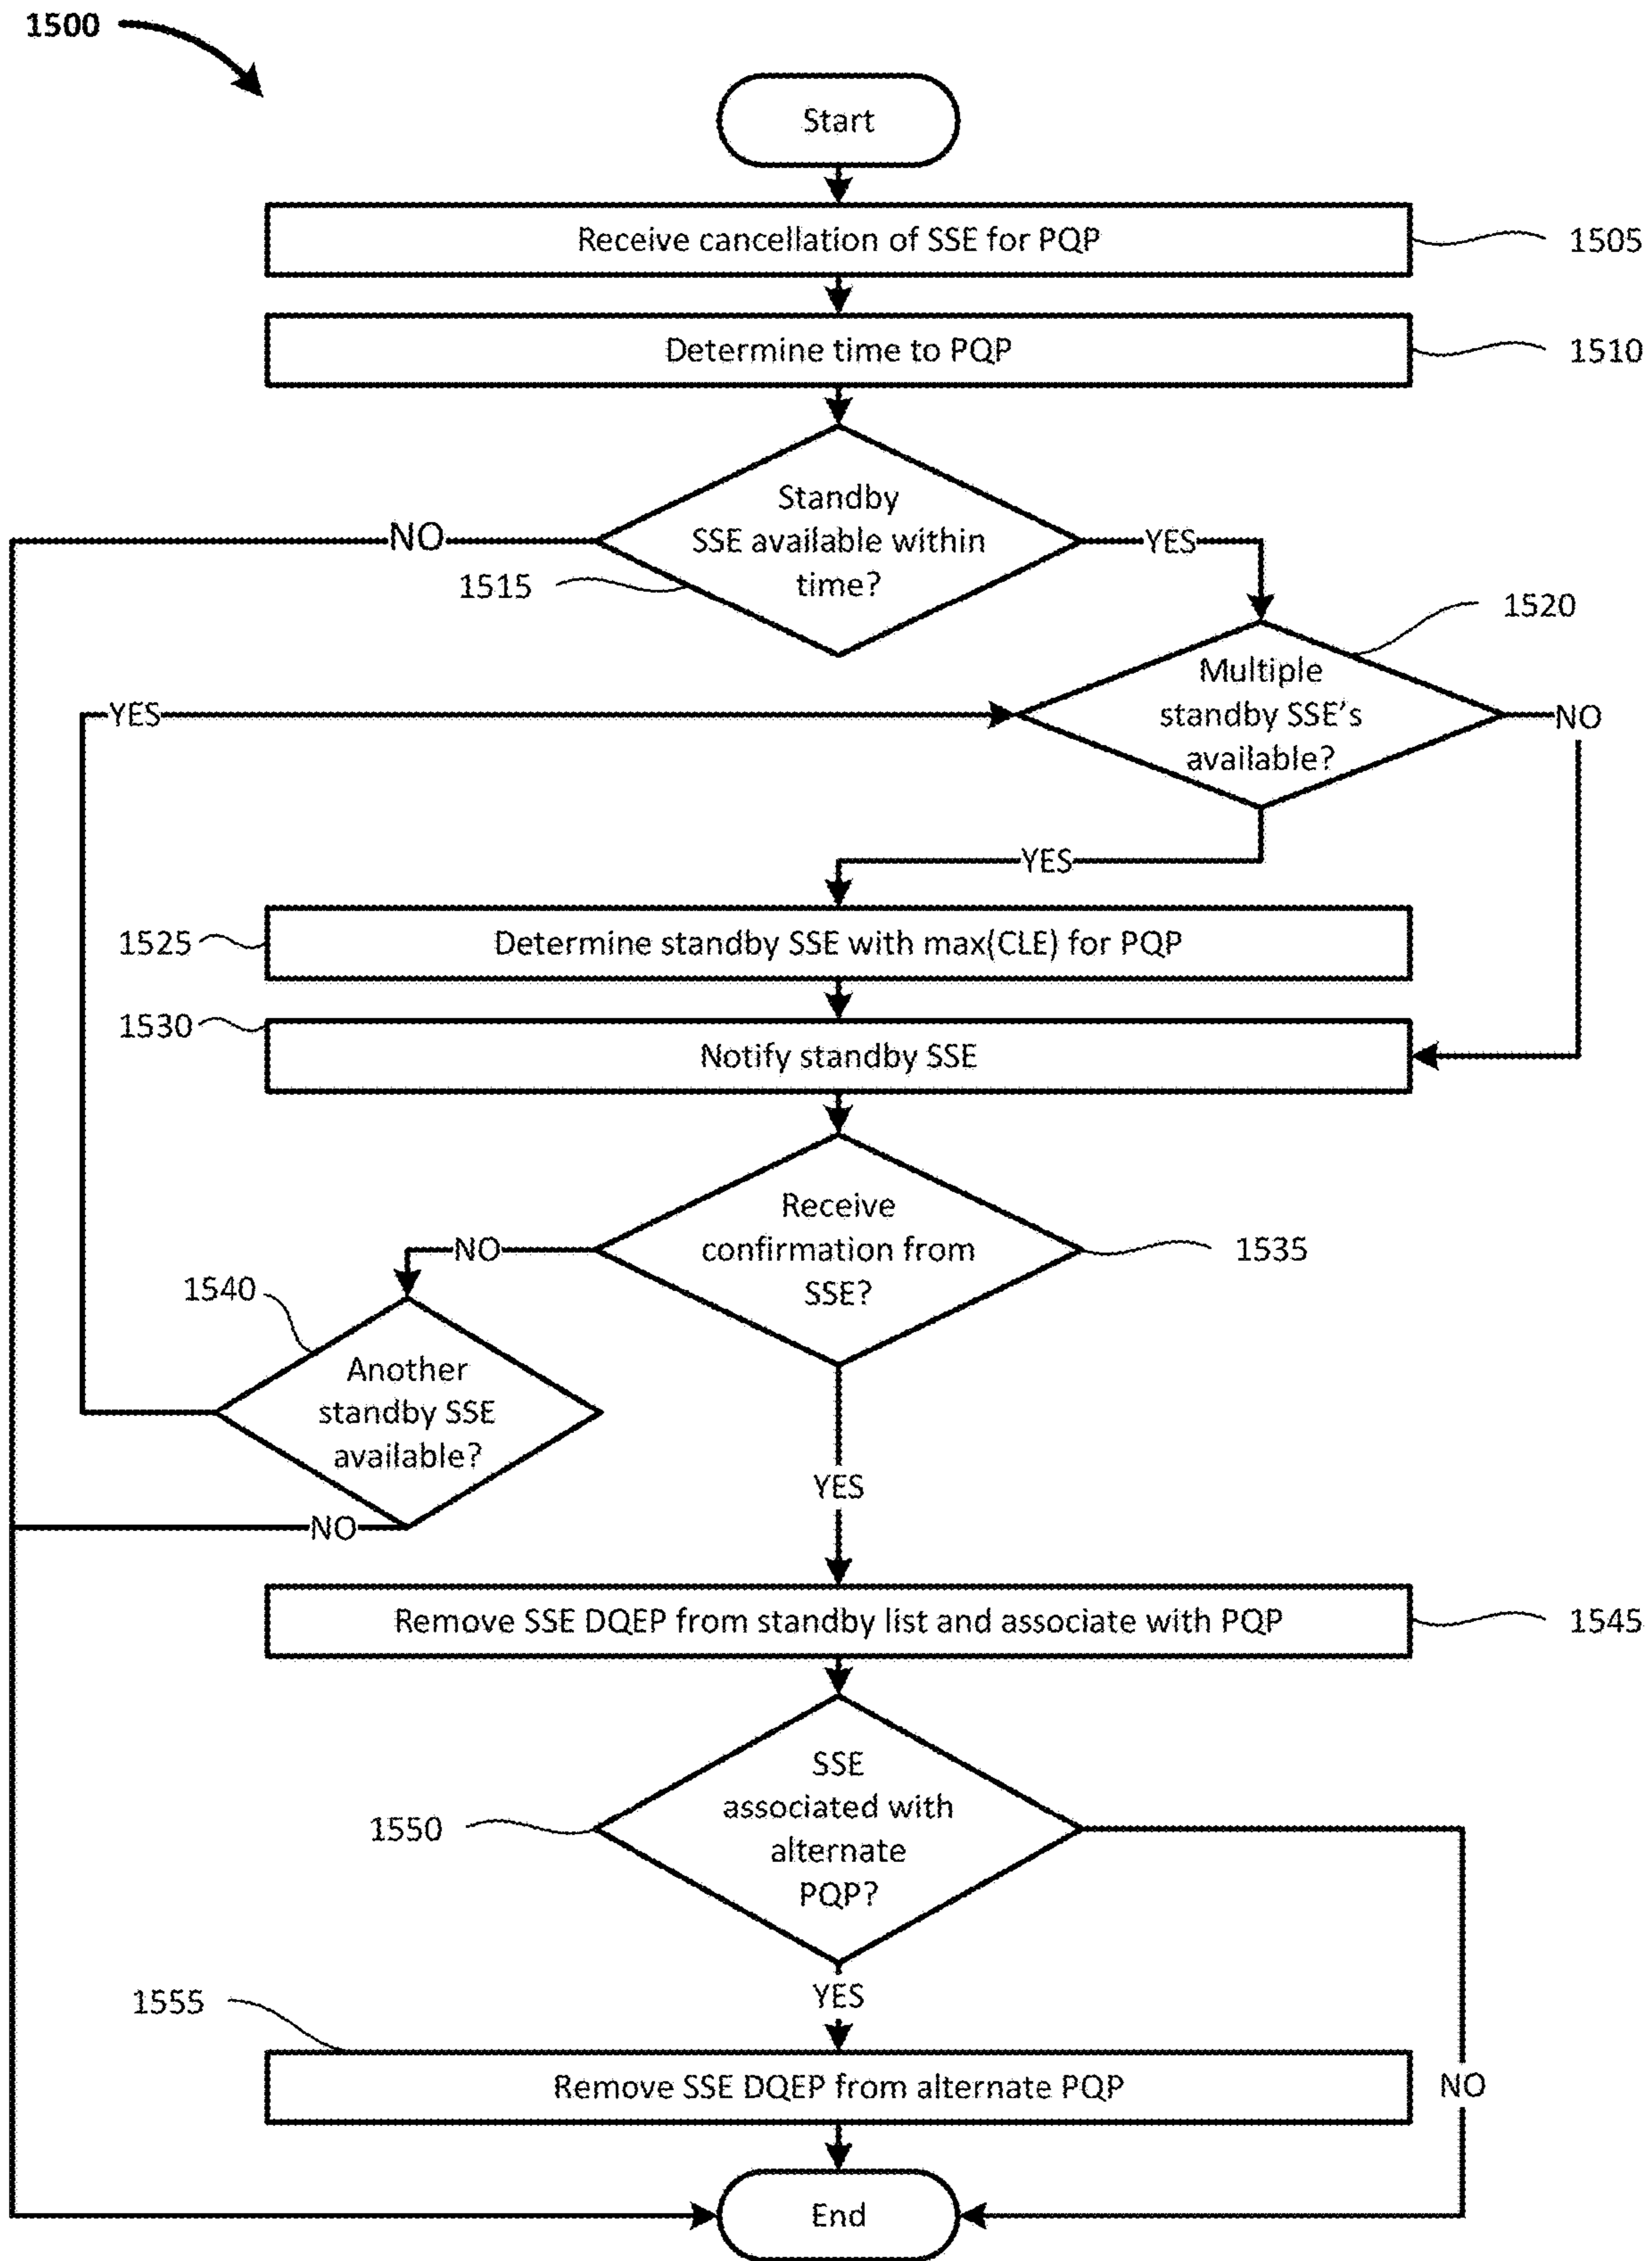 1500
Start
Receive cancellation of SSE for PQP
1505
Determine time to PQP
1510
Standby
SSE available within
time?
NO
YES
1515
1520
Multiple
standby SSE's
available?
YES
NO
YES
1525
Determine standby SSE with max(CLE) for PQP
1530
Notify standby SSE
Receive
confirmation from
SSE?
NO
1535
1540
Another
standby SSE
available?
YES
NO
Remove SSE DQEP from standby list and associate with PQP
1545
SSE
associated with
alternate
PQP?
1550
YES
1555
Remove SSE DQEP from alternate PQP
NO
End